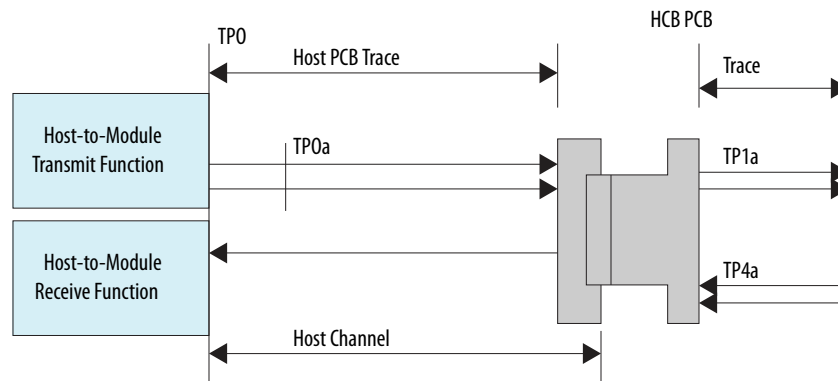 TP0
HCB PCB
Host PCB Trace
Trace
Host-to-Module
Transmit Function
TP0a
TP1a
Host-to-Module
Receive Function
TP4a
Host Channel